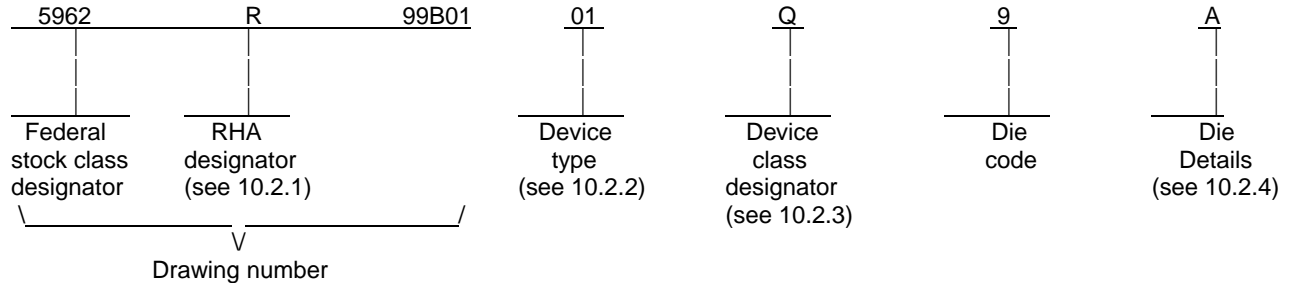 5962 R 99B01 01 Q 9 A
Federal RHA Device Device Die Die
stock class designator type class code Details
designator (see 10.2.1) (see 10.2.2) designator (see 10.2.4)
(see 10.2.3)
Drawing number